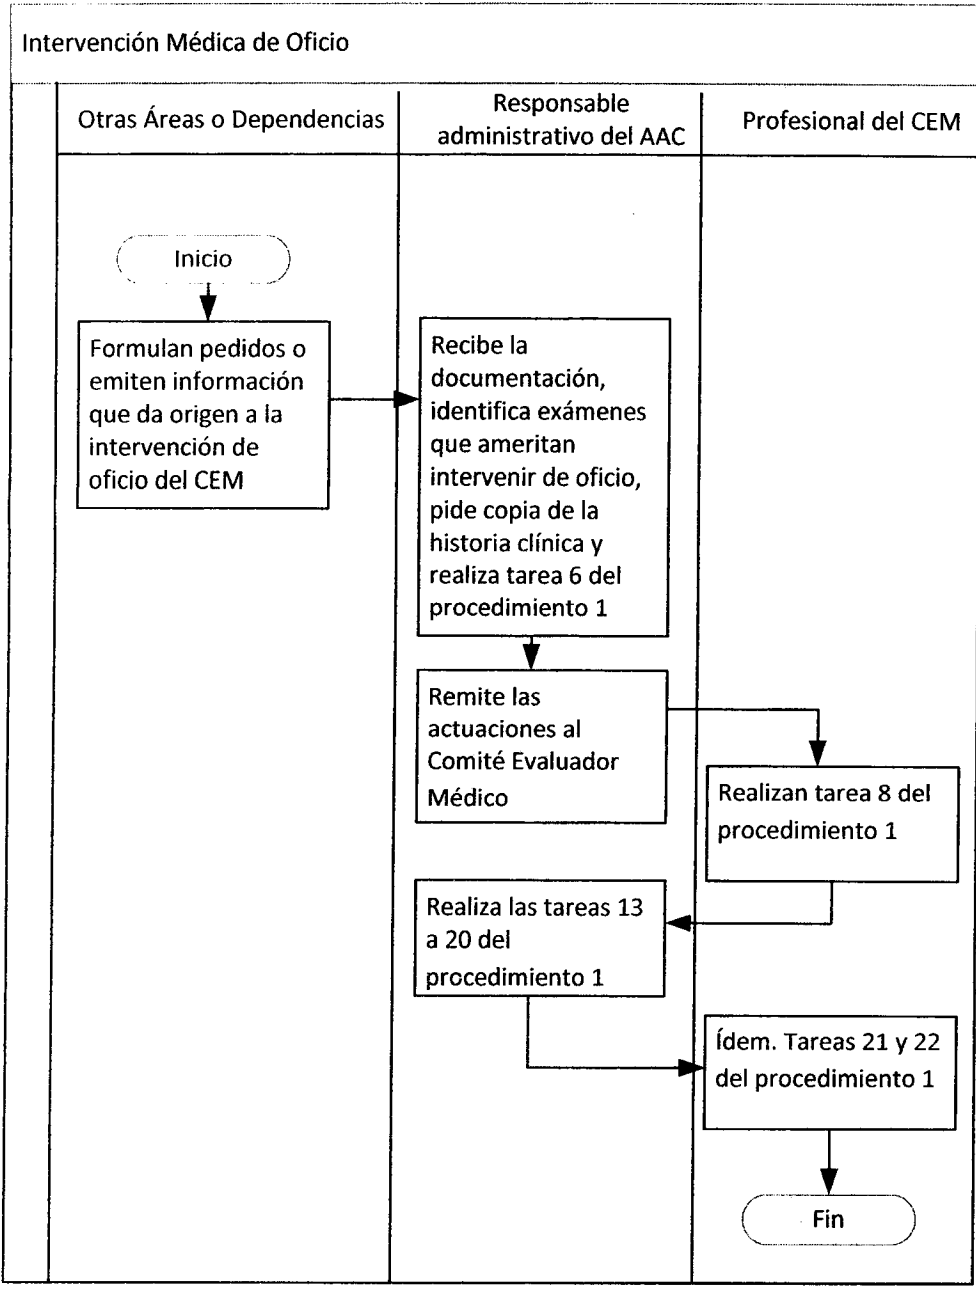 Intervención Médica de Oficio
Otras Áreas o Dependencias
Responsable
administrativo del AAC
Profesional del CEM
Inicio
Formulan pedidos o
emiten información
que da origen a la
intervención de
oficio del CEM
Recibe la
documentación,
identifica exámenes
que ameritan
intervenir de oficio,
pide copia de la
historia clínica y
realiza tarea 6 del
procedimiento 1
Remite las
actuaciones al
Comité Evaluador
Médico
Realizan tarea 8 del
procedimiento 1
Realiza las tareas 13
a 20 del
procedimiento 1
Ídem. Tareas 21 y 22
del procedimiento 1
Fin